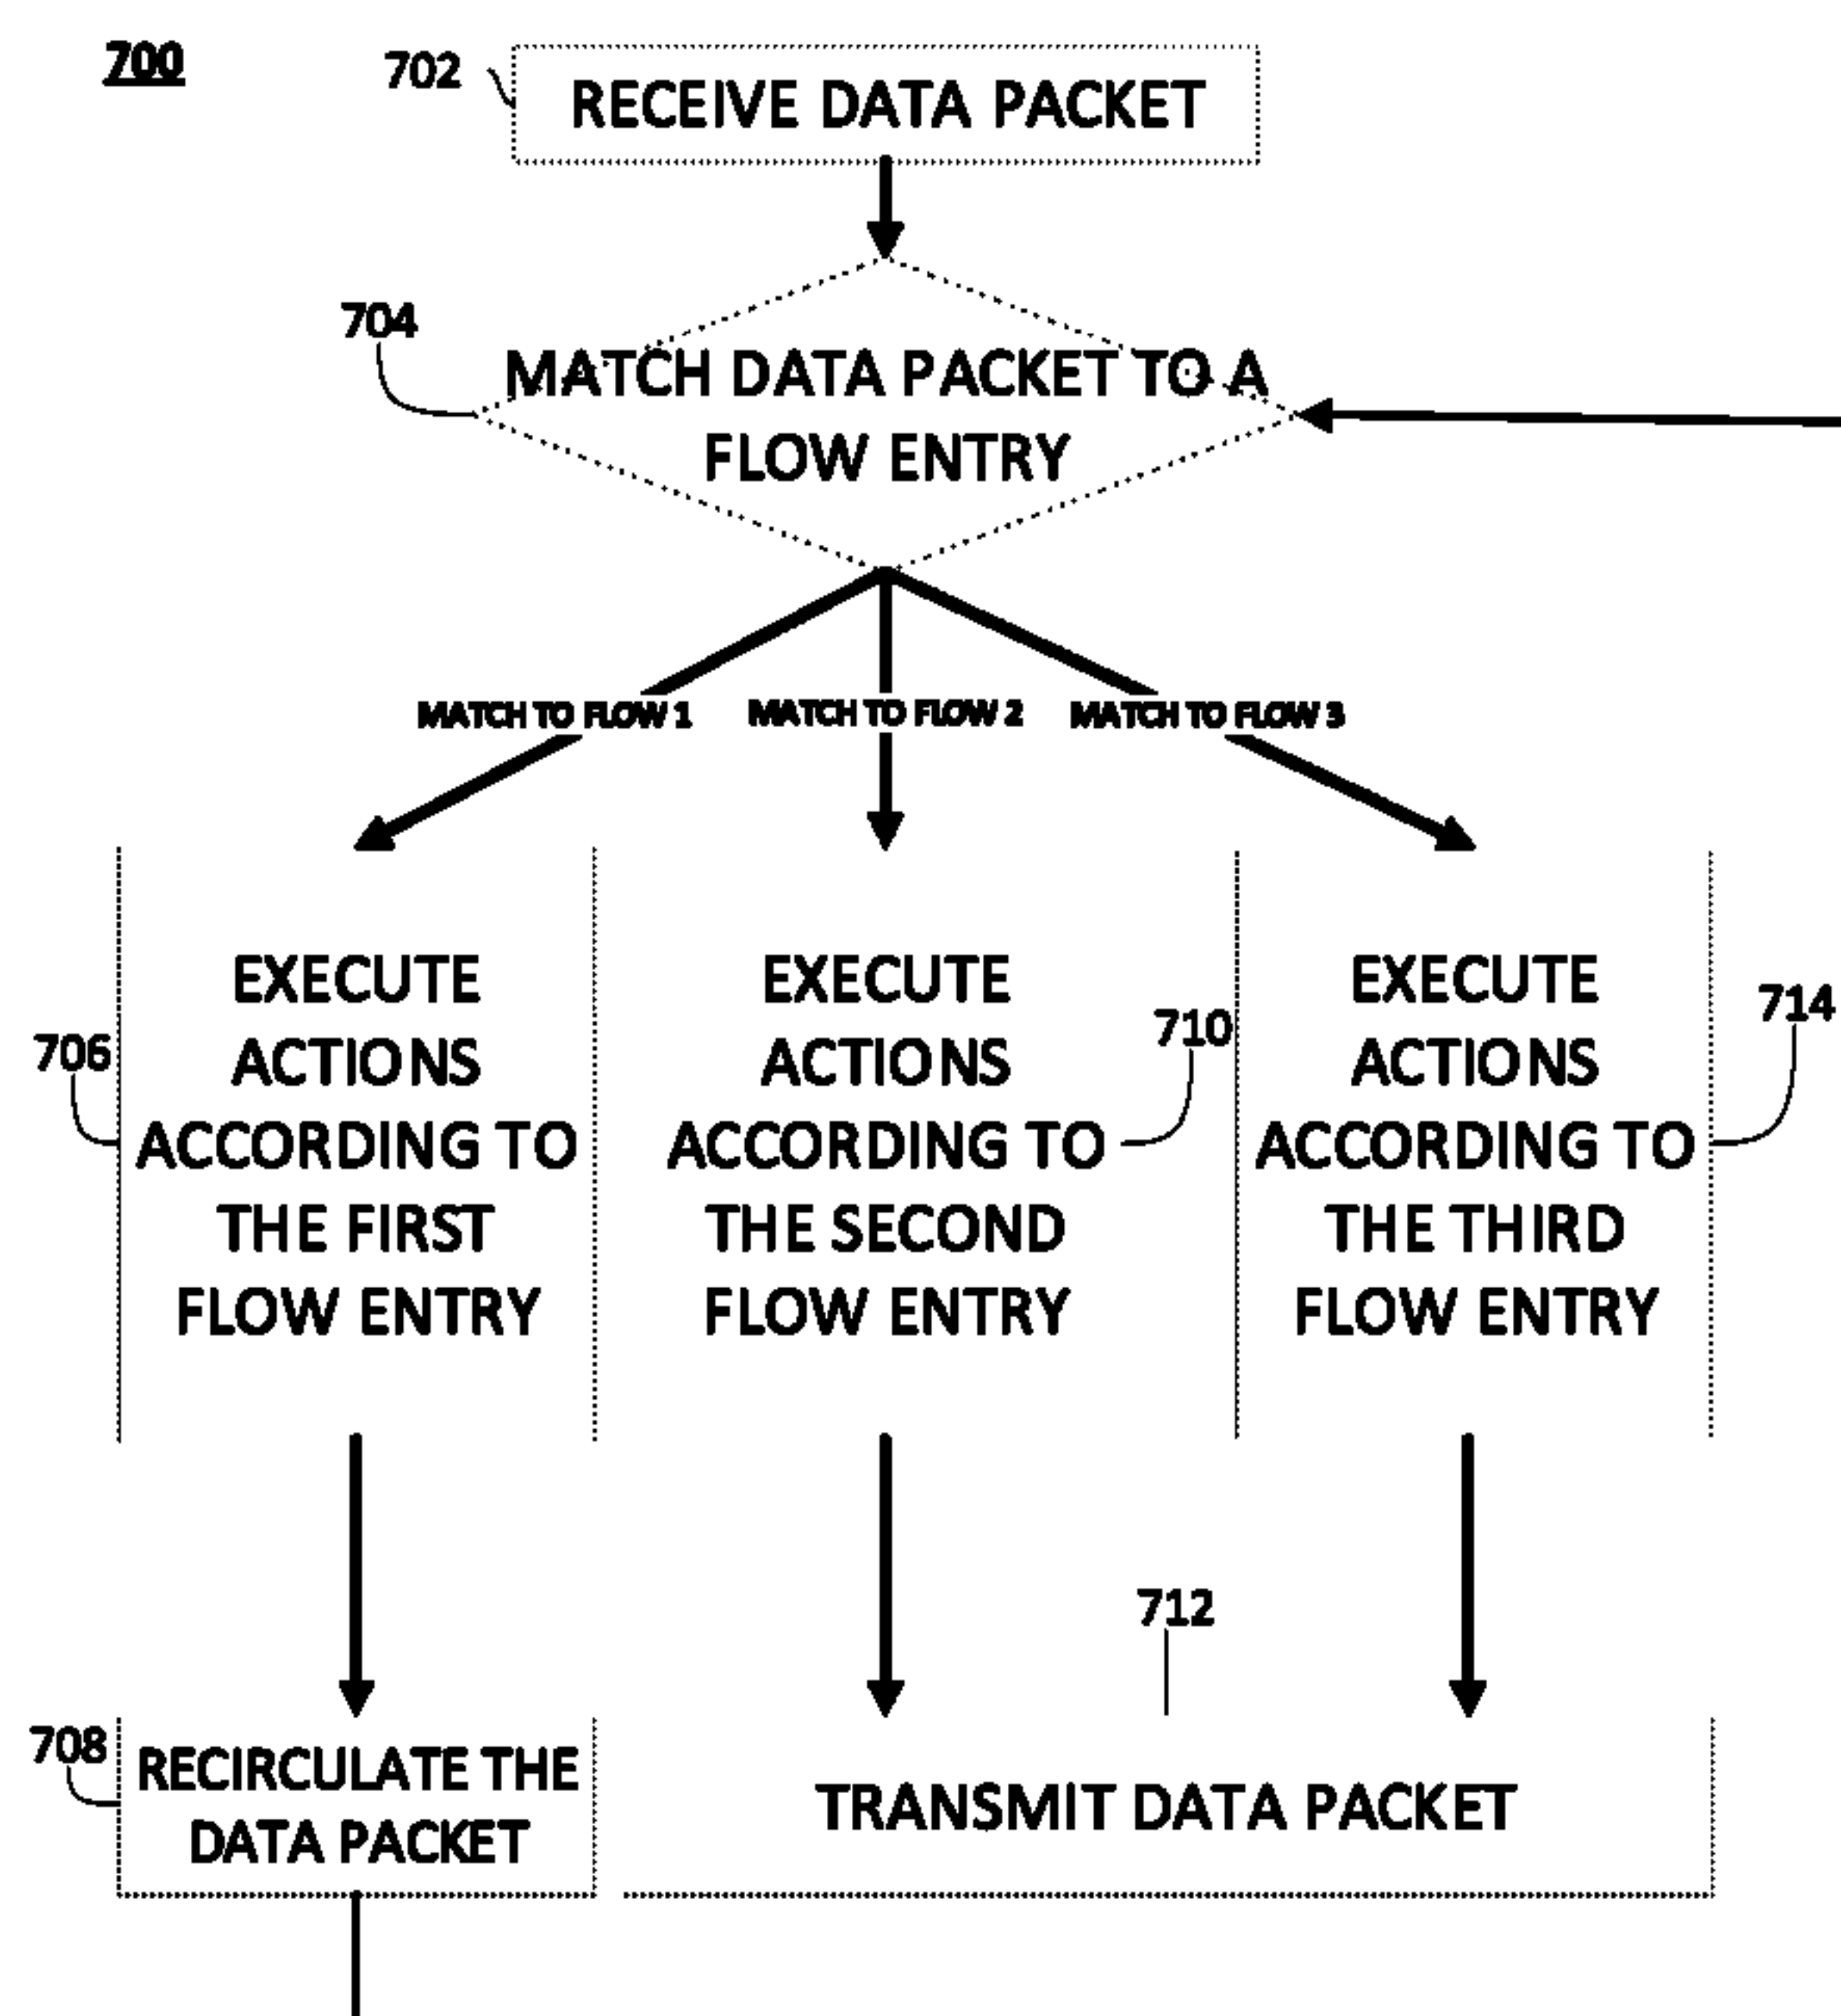 700
702
RECEIVE DATA PACKET
704
MATCH DATA PACKET TO A
FLOW ENTRY
MATCH TO FLOW 1
MATCH TO FLOW 2
MATCH TO FLOW 3
706
EXECUTE
ACTIONS
ACCORDING TO
THE FIRST
FLOW ENTRY
710
EXECUTE
ACTIONS
ACCORDING TO
THE SECOND
FLOW ENTRY
714
EXECUTE
ACTIONS
ACCORDING TO
THE THIRD
FLOW ENTRY
708
RECIRCULATE THE
DATA PACKET
712
TRANSMIT DATA PACKET